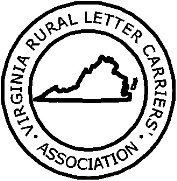 VIRGINIA RURAL LETTER CARRIERS'
• ASSOCIATION •